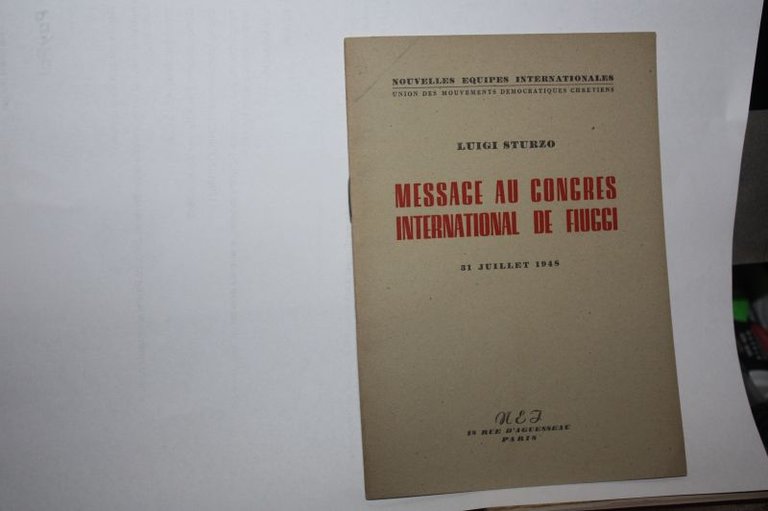 NOUVELLES EQUIPES INTERNATIONALES
UNION DES MOUVEMENTS DEMOCRATIQUES CHRETIENS
LUIGI STURZO
MESSAGE AU CONGRES
INTERNATIONAL DE FIUGGI
31 JUILLET 1948
NEI
18 RUE D'AGUESSEAU
PARIS